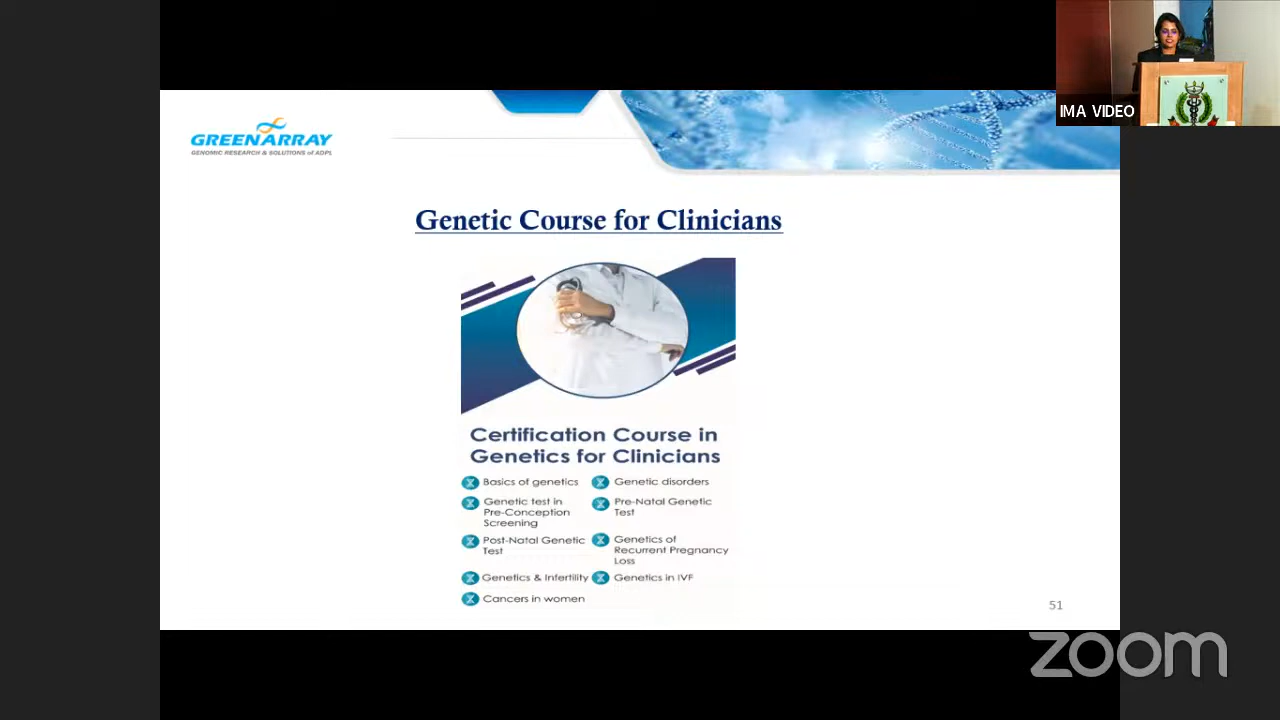 IMA VIDEO
GREENARRAY
GENOMIC RESEARCH & SOLUTIONS of ADPL
Genetic Course for Clinicians
Certification Course in
Genetics for Clinicians
Basics of genetics
Genetic disorders
Genetic test in
Pre-Conception
Screening
Pre-Natal Genetic
Test
Post-Natal Genetic
Test
Genetics of
Recurrent Pregnancy
Loss
Genetics & Infertility
Genetics in IVF
Cancers in women
51
zoom